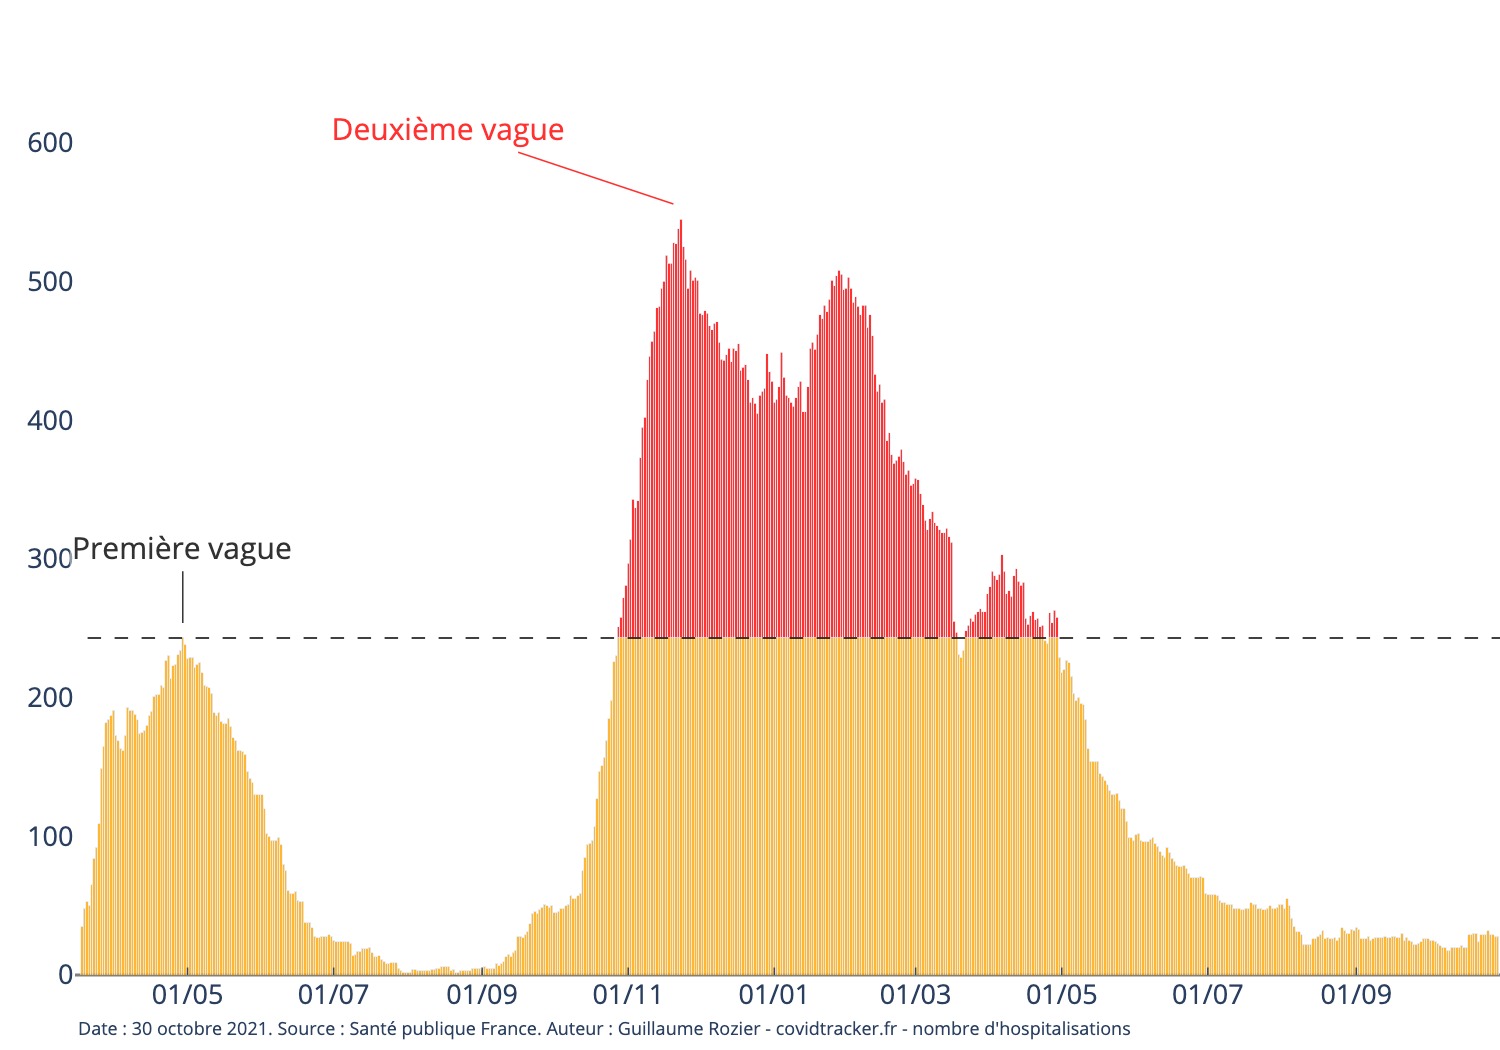 600
Deuxième vague
500
400
300
Première vague
200
100
0
01/05 01/07 01/09 01/11 01/01 01/03 01/05 01/07 01/09
Date : 30 octobre 2021. Source : Santé publique France. Auteur : Guillaume Rozier - covidtracker.fr - nombre d'hospitalisations